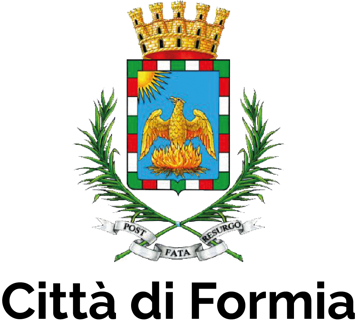 POST FATA RESURGO
Città di Formia